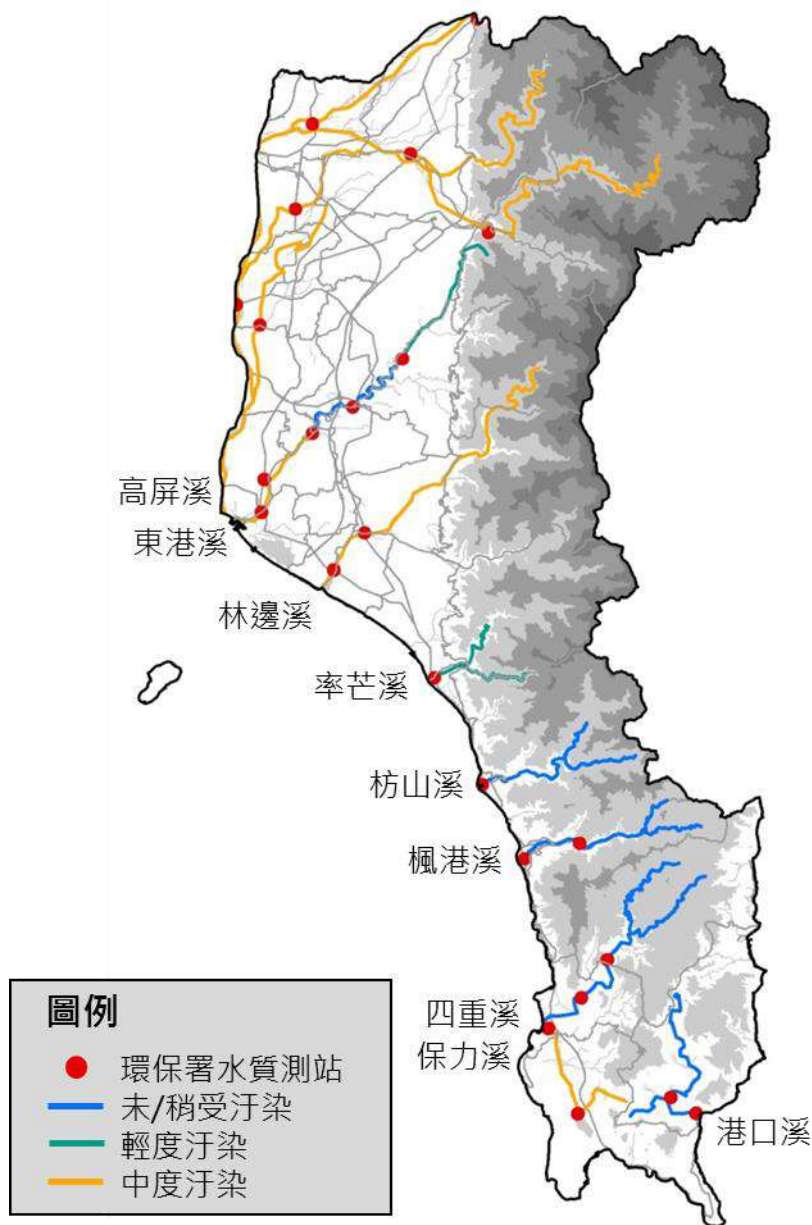 高屏溪
東港溪
林邊溪
率芒溪
枋山溪
楓港溪
四重溪
保力溪
港口溪
圖例
環保署水質測站
未/稍受汙染
輕度汙染
中度汙染